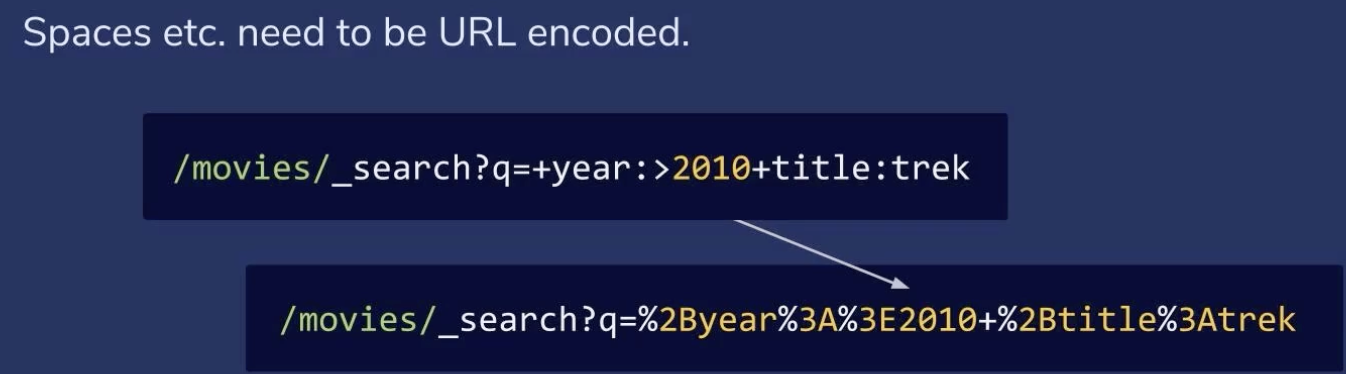 Spaces etc. need to be URL encoded.
/movies/_search?q=+year:>2010+title:trek
/movies/_search?q=%2Byear%3A%3E2010+%2Btitle%3Atrek